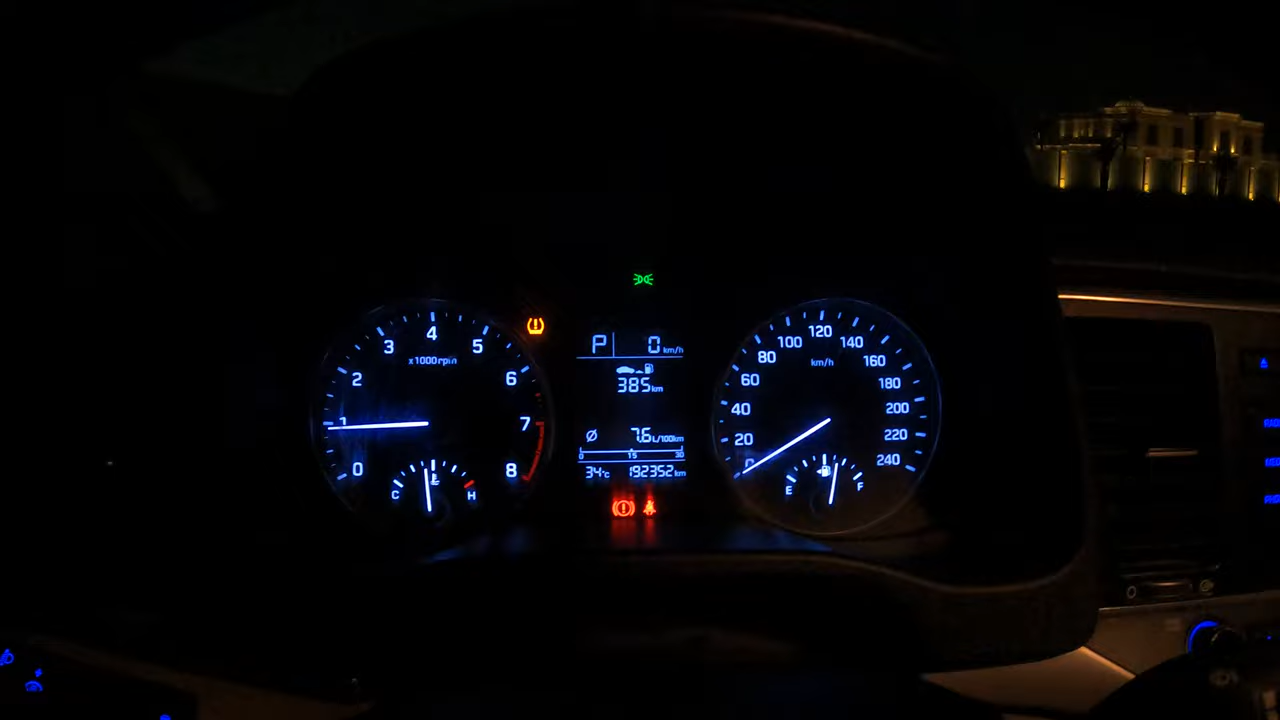 0 1 2 3 4 5 6 7 8
x1000rpm
C H
P 0 km/h
385 km
7.6 L/100km
0 15 30
34°C 192352 km
0 20 40 60 80 100 120 140 160 180 200 220 240
km/h
E F